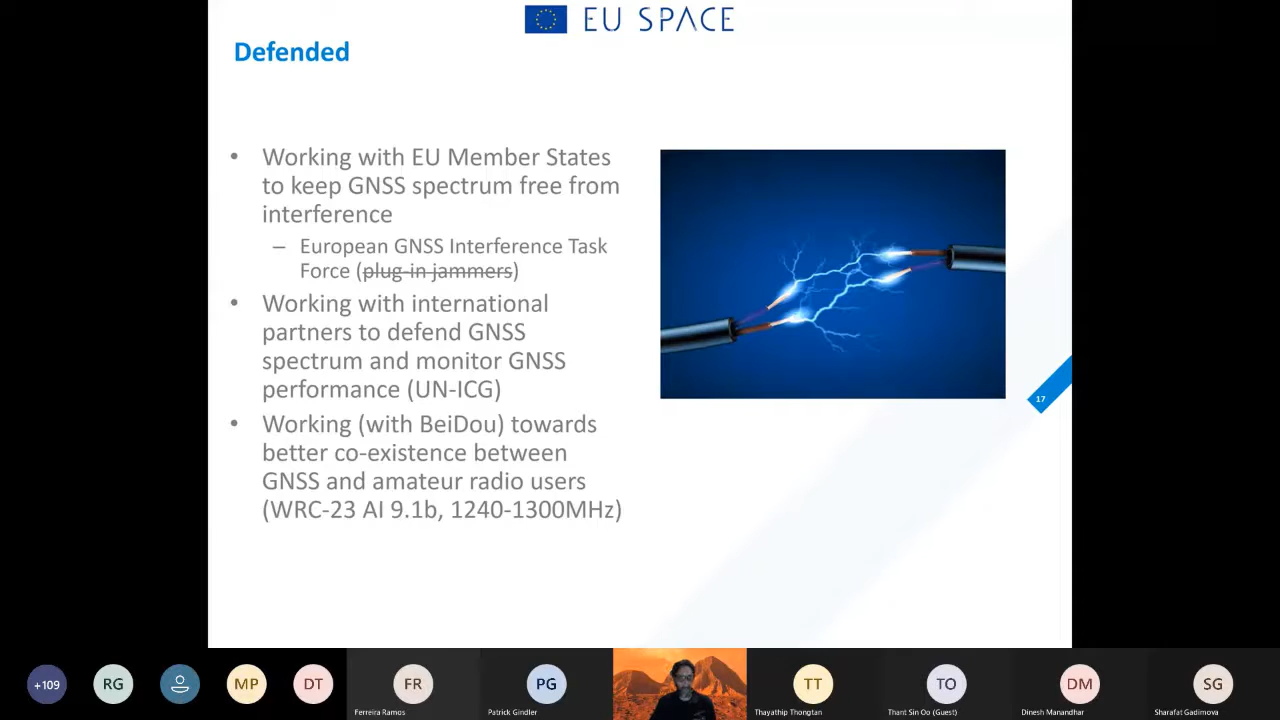 EU SPACE
Defended
• Working with EU Member States
to keep GNSS spectrum free from
interference
– European GNSS Interference Task
Force (plug-in jammers)
• Working with international
partners to defend GNSS
spectrum and monitor GNSS
performance (UN-ICG)
• Working (with BeiDou) towards
better co-existence between
GNSS and amateur radio users
(WRC-23 AI 9.1b, 1240-1300MHz)
17
+109
RG
MP
DT
FR
Ferreira Ramos
PG
Patrick Gindler
TT
Thayathip Thongtan
TO
Thant Sin Oo (Guest)
DM
Dinesh Manandhar
SG
Sharafat Gadimova